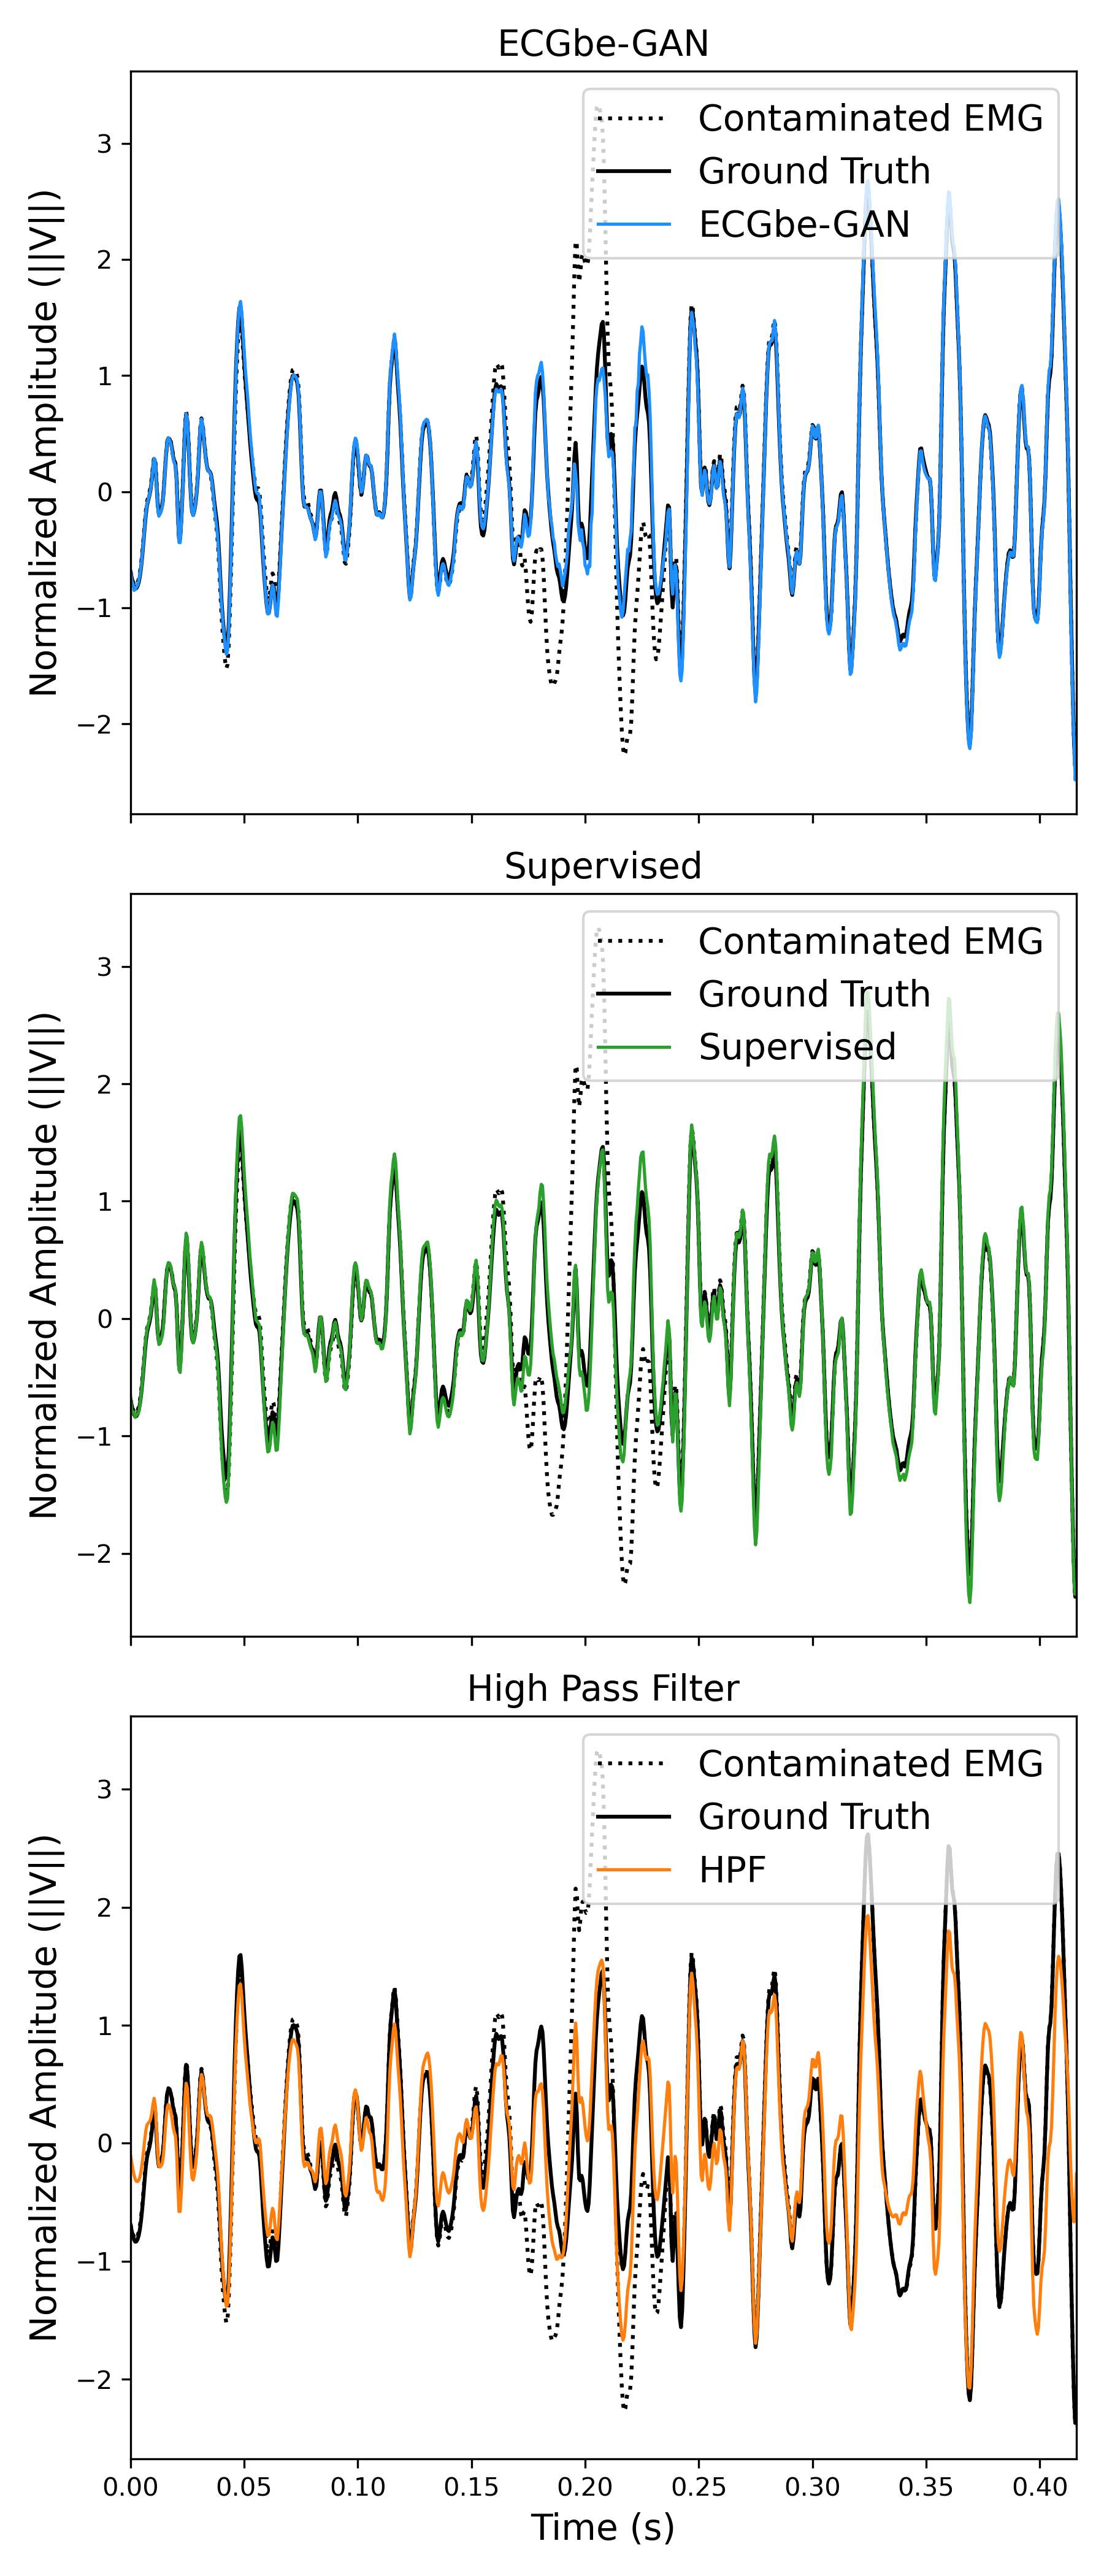 ECGbe-GAN
Normalized Amplitude (||V||)
3
2
1
0
−1
−2
Contaminated EMG
Ground Truth
ECGbe-GAN
Supervised
Normalized Amplitude (||V||)
3
2
1
0
−1
−2
Contaminated EMG
Ground Truth
Supervised
High Pass Filter
Normalized Amplitude (||V||)
3
2
1
0
−1
−2
Contaminated EMG
Ground Truth
HPF
0.00 0.05 0.10 0.15 0.20 0.25 0.30 0.35 0.40
Time (s)